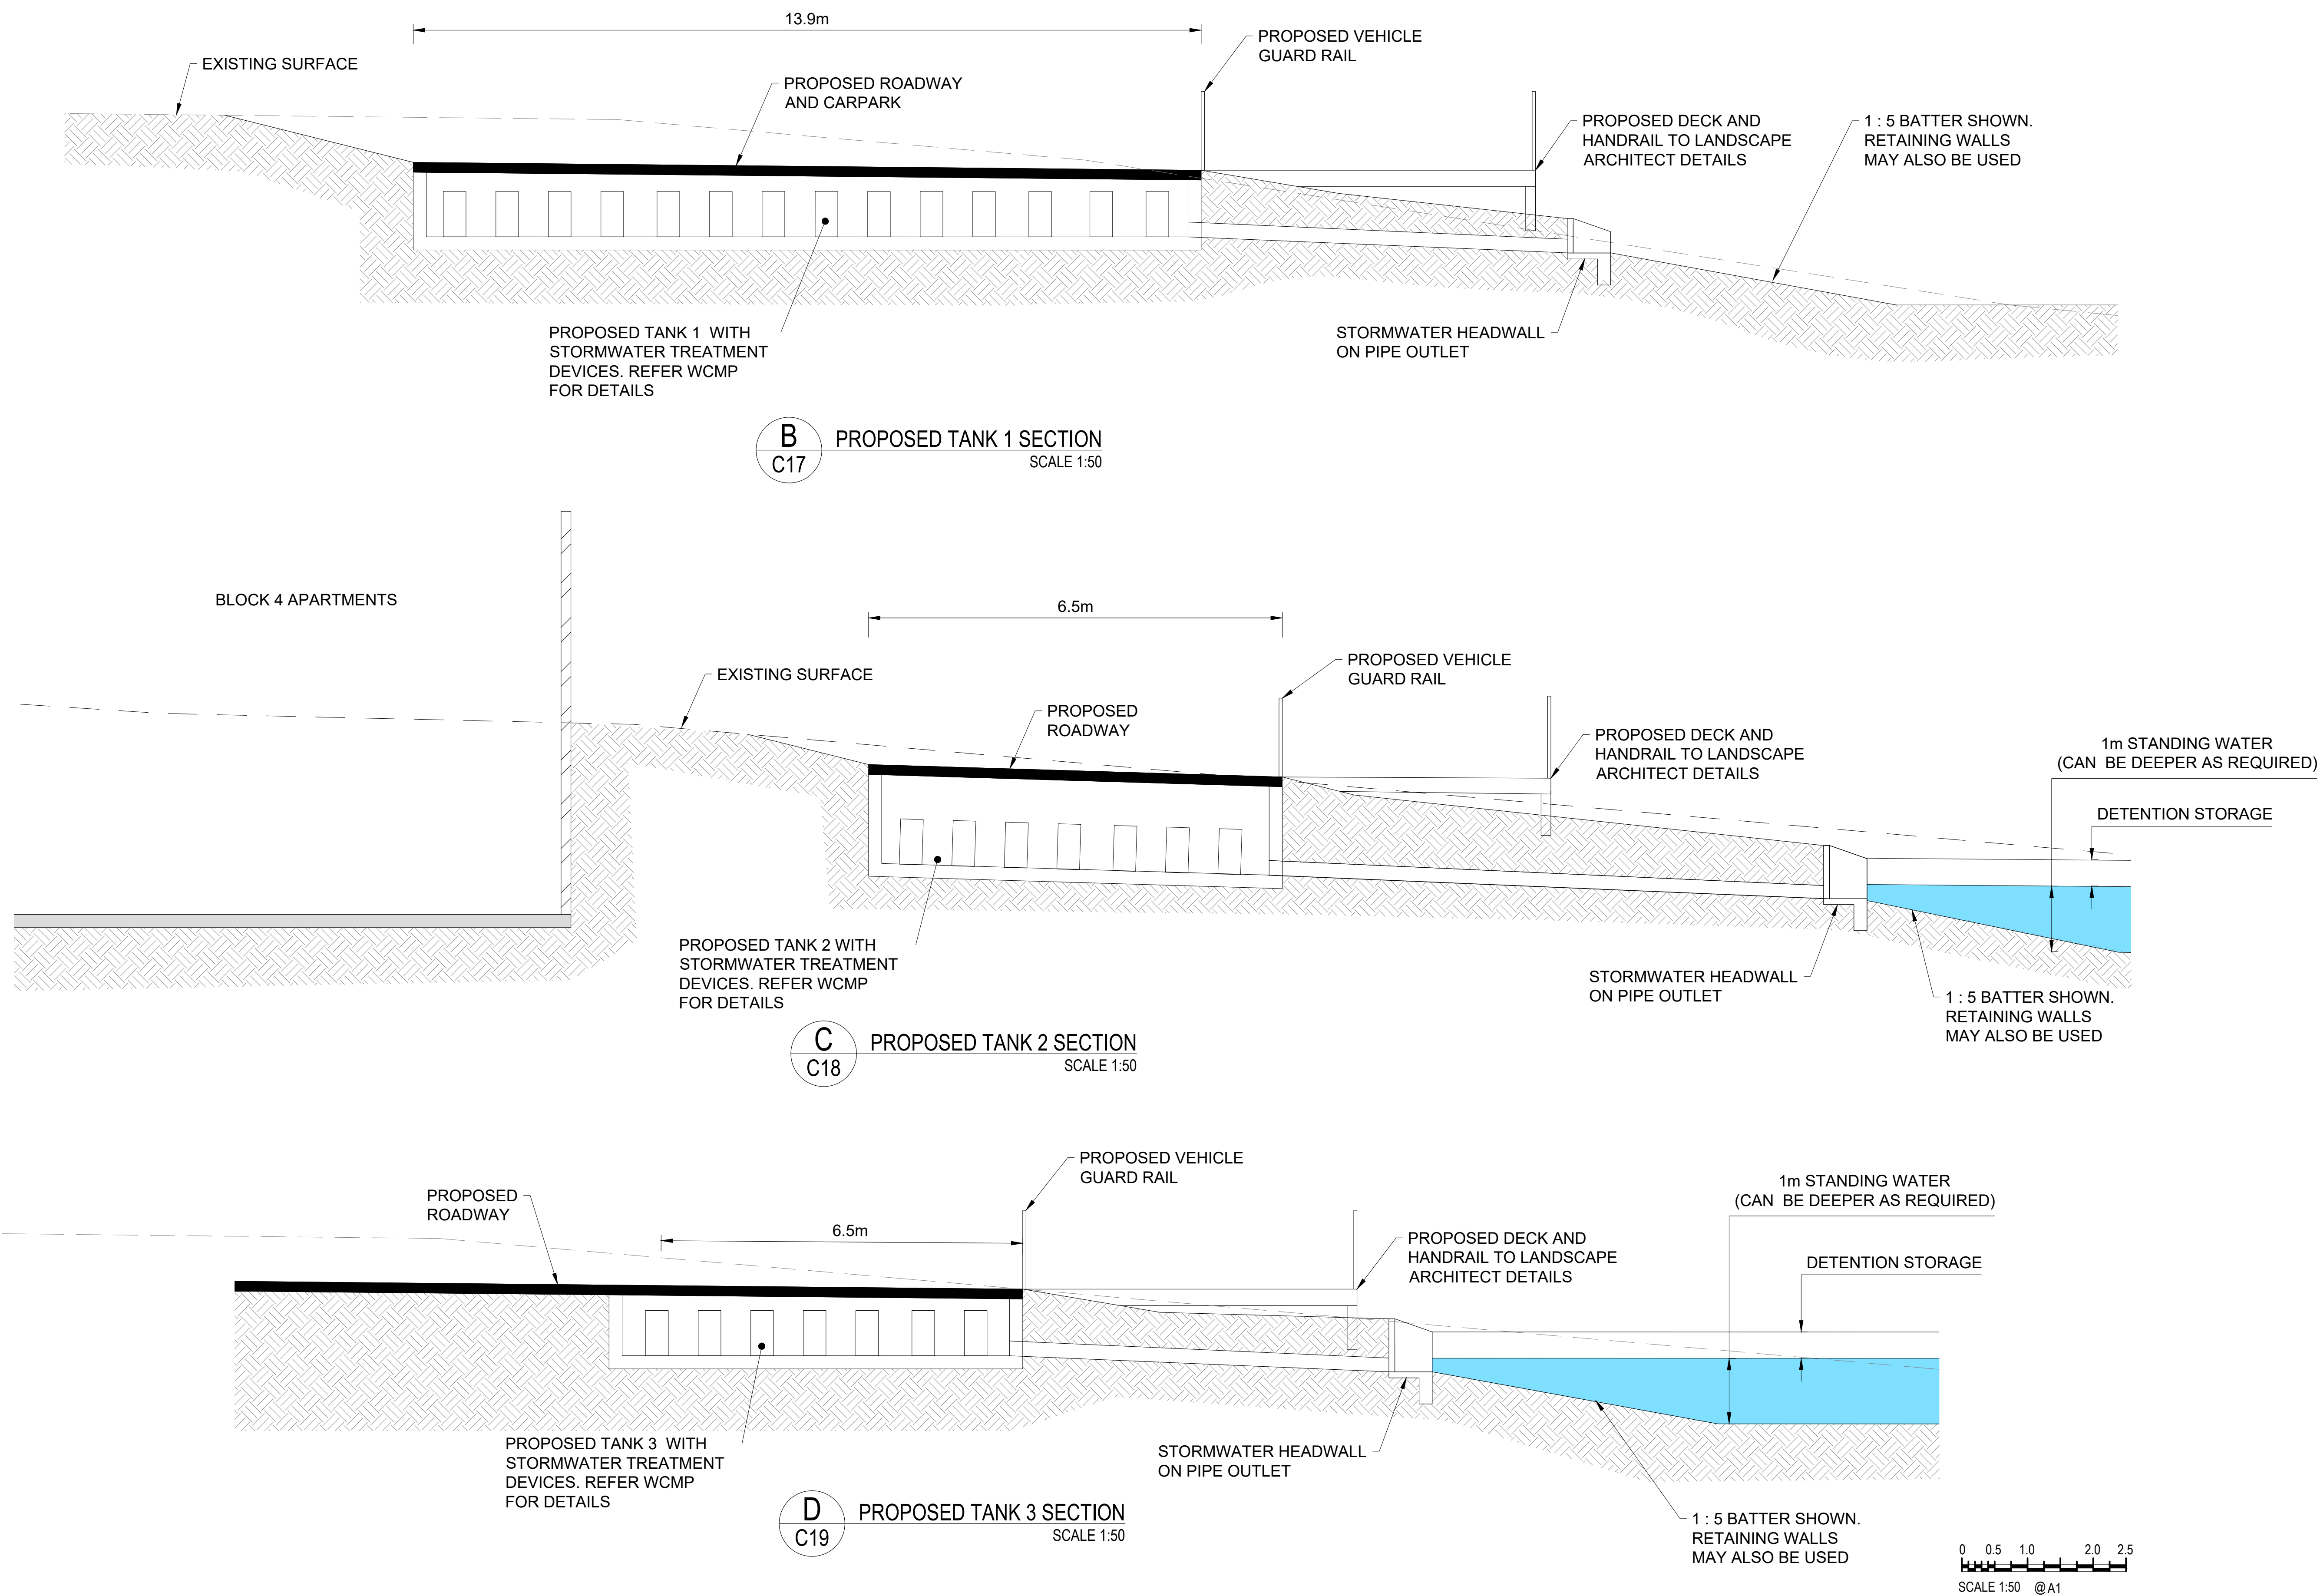 13.9m
EXISTING SURFACE
PROPOSED ROADWAY
AND CARPARK
PROPOSED VEHICLE
GUARD RAIL
PROPOSED DECK AND
HANDRAIL TO LANDSCAPE
ARCHITECT DETAILS
1 : 5 BATTER SHOWN.
RETAINING WALLS
MAY ALSO BE USED
PROPOSED TANK 1 WITH
STORMWATER TREATMENT
DEVICES. REFER WCMP
FOR DETAILS
STORMWATER HEADWALL
ON PIPE OUTLET
B
C17
PROPOSED TANK 1 SECTION
SCALE 1:50
BLOCK 4 APARTMENTS
6.5m
EXISTING SURFACE
PROPOSED
ROADWAY
PROPOSED VEHICLE
GUARD RAIL
PROPOSED DECK AND
HANDRAIL TO LANDSCAPE
ARCHITECT DETAILS
1m STANDING WATER
(CAN BE DEEPER AS REQUIRED)
DETENTION STORAGE
PROPOSED TANK 2 WITH
STORMWATER TREATMENT
DEVICES. REFER WCMP
FOR DETAILS
STORMWATER HEADWALL
ON PIPE OUTLET
1 : 5 BATTER SHOWN.
RETAINING WALLS
MAY ALSO BE USED
C
C18
PROPOSED TANK 2 SECTION
SCALE 1:50
PROPOSED
ROADWAY
6.5m
PROPOSED VEHICLE
GUARD RAIL
PROPOSED DECK AND
HANDRAIL TO LANDSCAPE
ARCHITECT DETAILS
1m STANDING WATER
(CAN BE DEEPER AS REQUIRED)
DETENTION STORAGE
PROPOSED TANK 3 WITH
STORMWATER TREATMENT
DEVICES. REFER WCMP
FOR DETAILS
STORMWATER HEADWALL
ON PIPE OUTLET
1 : 5 BATTER SHOWN.
RETAINING WALLS
MAY ALSO BE USED
D
C19
PROPOSED TANK 3 SECTION
SCALE 1:50
0 0.5 1.0 2.0 2.5
SCALE 1:50 @A1